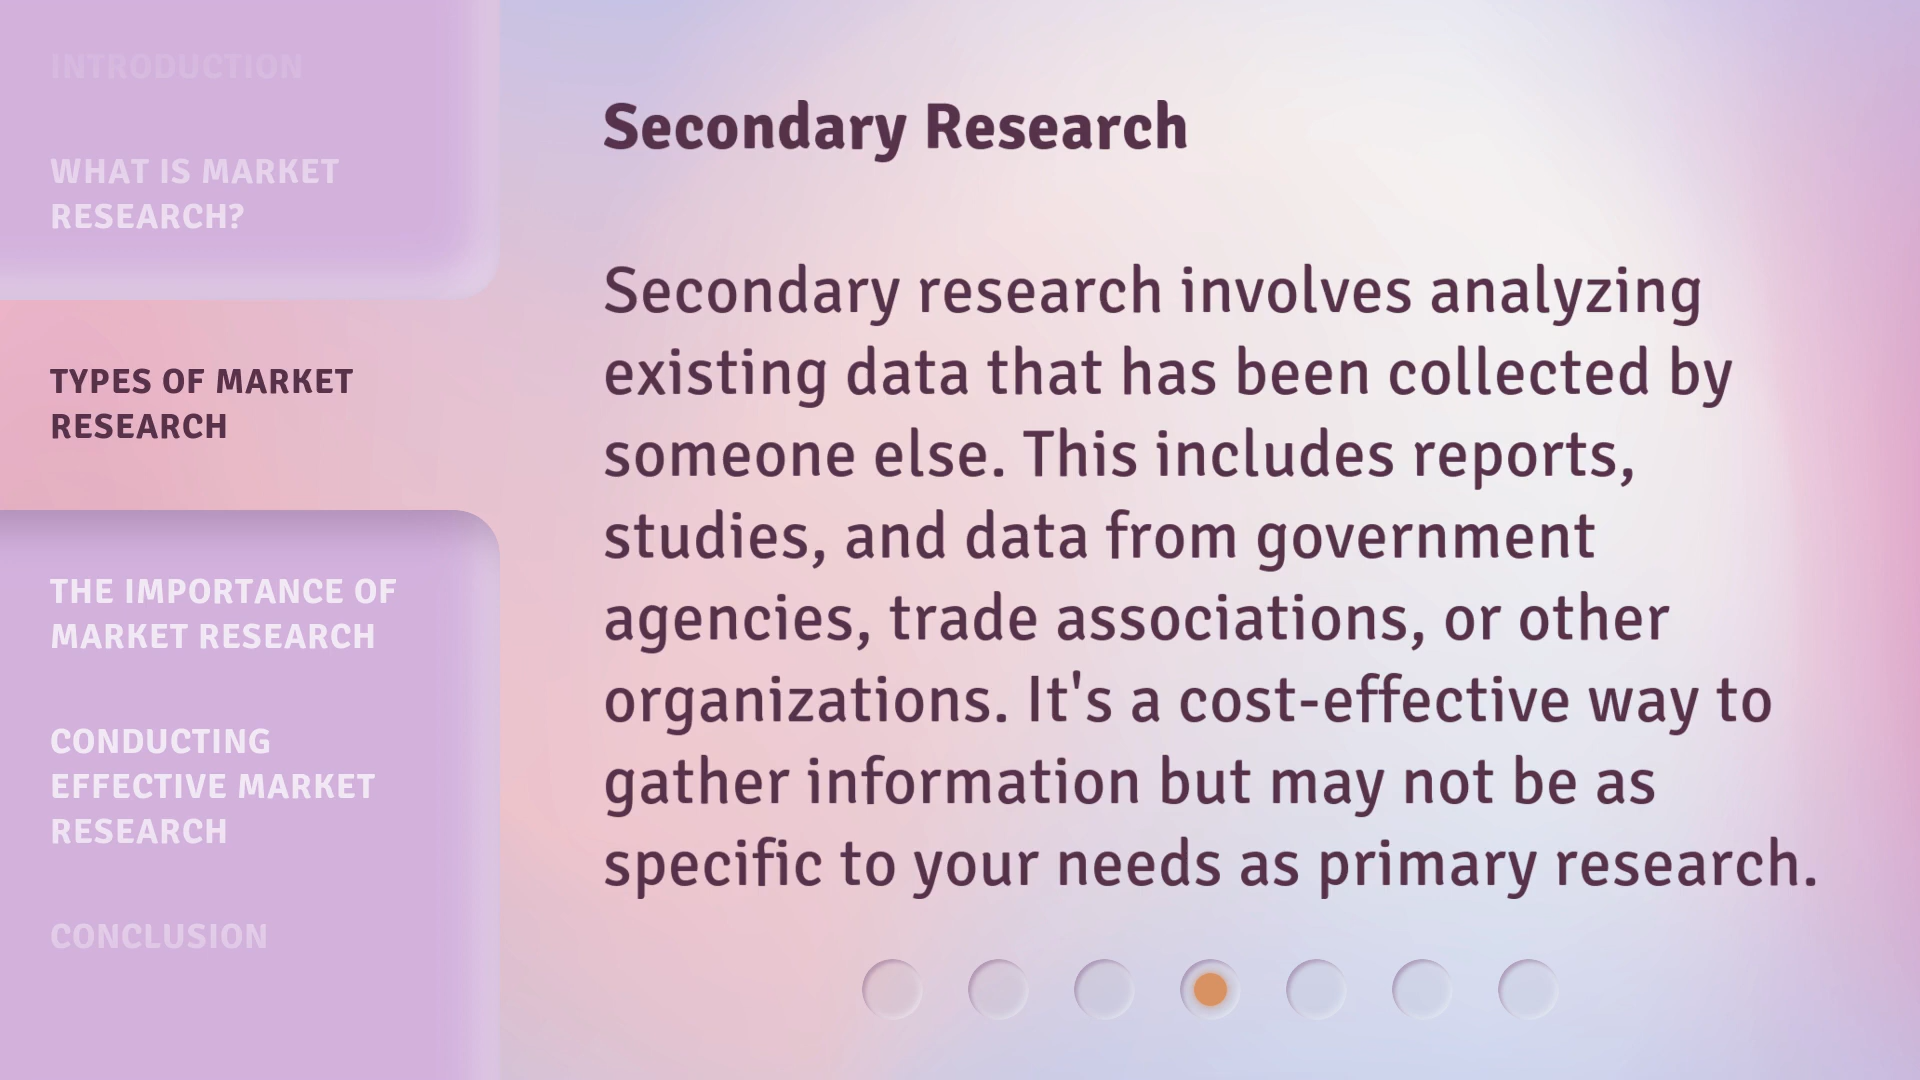 INTRODUCTION
WHAT IS MARKET
RESEARCH?
TYPES OF MARKET
RESEARCH
THE IMPORTANCE OF
MARKET RESEARCH
CONDUCTING
EFFECTIVE MARKET
RESEARCH
CONCLUSION
Secondary Research
Secondary research involves analyzing
existing data that has been collected by
someone else. This includes reports,
studies, and data from government
agencies, trade associations, or other
organizations. It's a cost-effective way to
gather information but may not be as
specific to your needs as primary research.